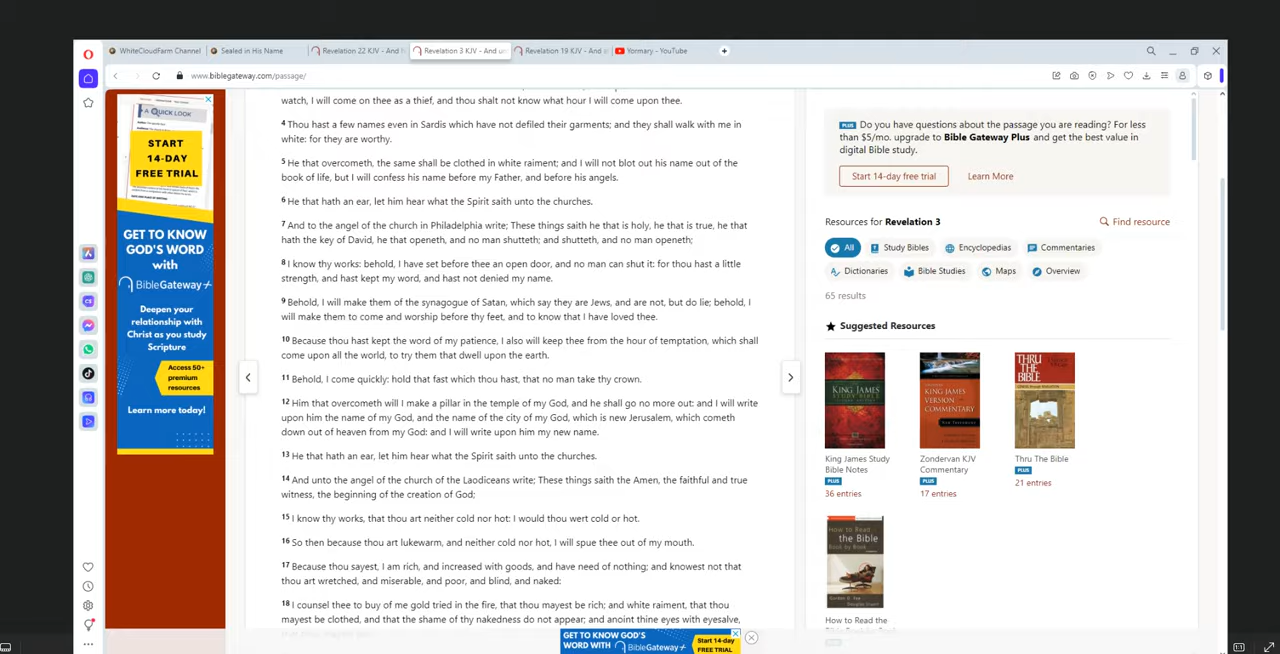 WhiteCloudFarm Channel
Sealed in His Name
Revelation 22 KJV - And h
Revelation 3 KJV - And un
Revelation 19 KJV - And a
Yormary - YouTube
www.biblegateway.com/passage/
A QUICK LOOK
START
14-DAY
FREE TRIAL
GET TO KNOW
GOD'S WORD
with
BibleGateway+
Deepen your
relationship with
Christ as you study
Scripture
Access 50+
premium
resources
Learn more today!
watch, I will come on thee as a thief, and thou shalt not know what hour I will come upon thee.
4 Thou hast a few names even in Sardis which have not defiled their garments; and they shall walk with me in
white: for they are worthy.
5 He that overcometh, the same shall be clothed in white raiment; and I will not blot out his name out of the
book of life, but I will confess his name before my Father, and before his angels.
6 He that hath an ear, let him hear what the Spirit saith unto the churches.
7 And to the angel of the church in Philadelphia write; These things saith he that is holy, he that is true, he that
hath the key of David, he that openeth, and no man shutteth; and shutteth, and no man openeth;
8 I know thy works: behold, I have set before thee an open door, and no man can shut it: for thou hast a little
strength, and hast kept my word, and hast not denied my name.
9 Behold, I will make them of the synagogue of Satan, which say they are Jews, and are not, but do lie; behold, I
will make them to come and worship before thy feet, and to know that I have loved thee.
10 Because thou hast kept the word of my patience, I also will keep thee from the hour of temptation, which shall
come upon all the world, to try them that dwell upon the earth.
11 Behold, I come quickly: hold that fast which thou hast, that no man take thy crown.
12 Him that overcometh will I make a pillar in the temple of my God, and he shall go no more out: and I will write
upon him the name of my God, and the name of the city of my God, which is new Jerusalem, which cometh
down out of heaven from my God: and I will write upon him my new name.
13 He that hath an ear, let him hear what the Spirit saith unto the churches.
14 And unto the angel of the church of the Laodiceans write; These things saith the Amen, the faithful and true
witness, the beginning of the creation of God;
15 I know thy works, that thou art neither cold nor hot: I would thou wert cold or hot.
16 So then because thou art lukewarm, and neither cold nor hot, I will spue thee out of my mouth.
17 Because thou sayest, I am rich, and increased with goods, and have need of nothing; and knowest not that
thou art wretched, and miserable, and poor, and blind, and naked:
18 I counsel thee to buy of me gold tried in the fire, that thou mayest be rich; and white raiment, that thou
mayest be clothed, and that the shame of thy nakedness do not appear; and anoint thine eyes with eyesalve,
GET TO KNOW GOD'S
WORD WITH BibleGateway+
Start 14-day
FREE TRIAL
PLUS Do you have questions about the passage you are reading? For less
than $5/mo. upgrade to Bible Gateway Plus and get the best value in
digital Bible study.
Start 14-day free trial
Learn More
Resources for Revelation 3
Find resource
All
Study Bibles
Encyclopedias
Commentaries
Dictionaries
Bible Studies
Maps
Overview
65 results
Suggested Resources
KING JAMES
STUDY BIBLE
KING JAMES
VERSION
COMMENTARY
THRU
THE
BIBLE
King James Study
Bible Notes
PLUS
36 entries
Zondervan KJV
Commentary
PLUS
17 entries
Thru The Bible
PLUS
21 entries
How to Read
the Bible
Book by Book
How to Read the